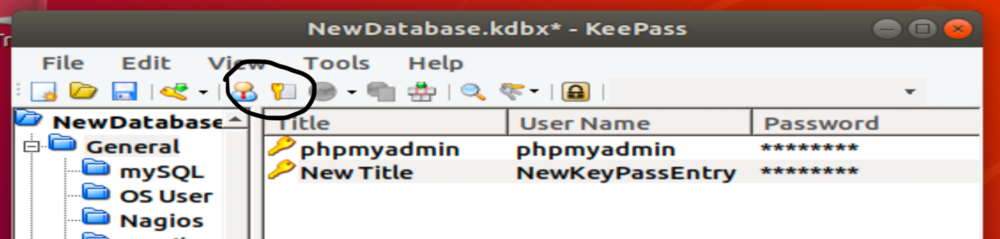 NewDatabase.kdbx* - KeePass
File Edit View Tools Help
NewDatabase Title User Name Password
General phpmyadmin phpmyadmin ********
mySQL New Title NewKeyPassEntry ********
OS User
Nagios